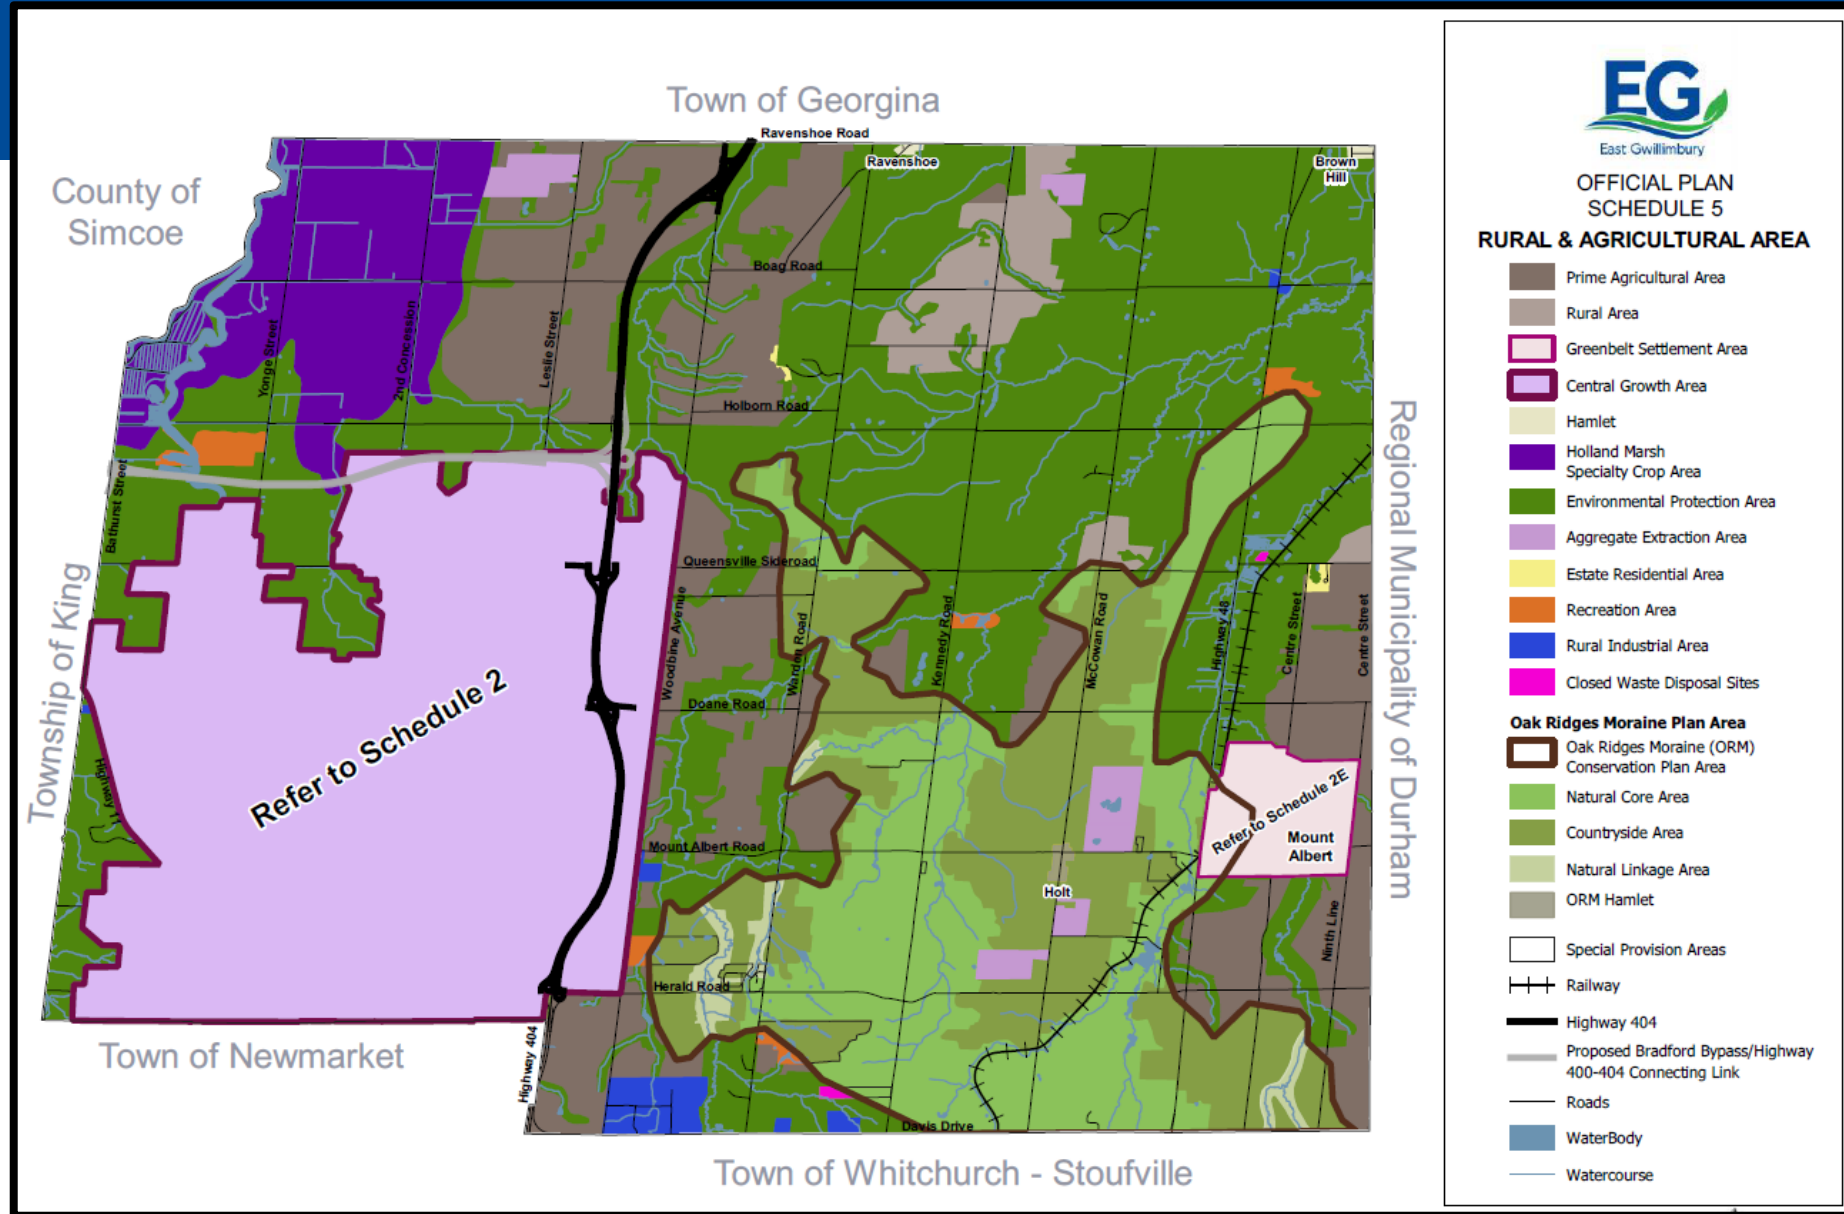 Town of Georgina
Ravenshoe Road
Ravenshoe
Brown
Hill
County of
Simcoe
Boag Road
Yonge Street
2nd Concession
Leslie Street
Holborn Road
Bathurst Street
Queensville Sideroad
Woodbine Avenue
Warden Road
Kennedy Road
McCowan Road
Highway 48
Centre Street
Centre Street
Regional Municipality of Durham
Township of King
Refer to Schedule 2
Doane Road
Highway 11
Refer to Schedule 2E
Mount
Albert
Mount Albert Road
Holt
Ninth Line
Herald Road
Highway 404
Davis Drive
Town of Newmarket
Town of Whitchurch - Stoufville
EG
East Gwillimbury
OFFICIAL PLAN
SCHEDULE 5
RURAL & AGRICULTURAL AREA
Prime Agricultural Area
Rural Area
Greenbelt Settlement Area
Central Growth Area
Hamlet
Holland Marsh
Specialty Crop Area
Environmental Protection Area
Aggregate Extraction Area
Estate Residential Area
Recreation Area
Rural Industrial Area
Closed Waste Disposal Sites
Oak Ridges Moraine Plan Area
Oak Ridges Moraine (ORM)
Conservation Plan Area
Natural Core Area
Countryside Area
Natural Linkage Area
ORM Hamlet
Special Provision Areas
Railway
Highway 404
Proposed Bradford Bypass/Highway
400-404 Connecting Link
Roads
WaterBody
Watercourse